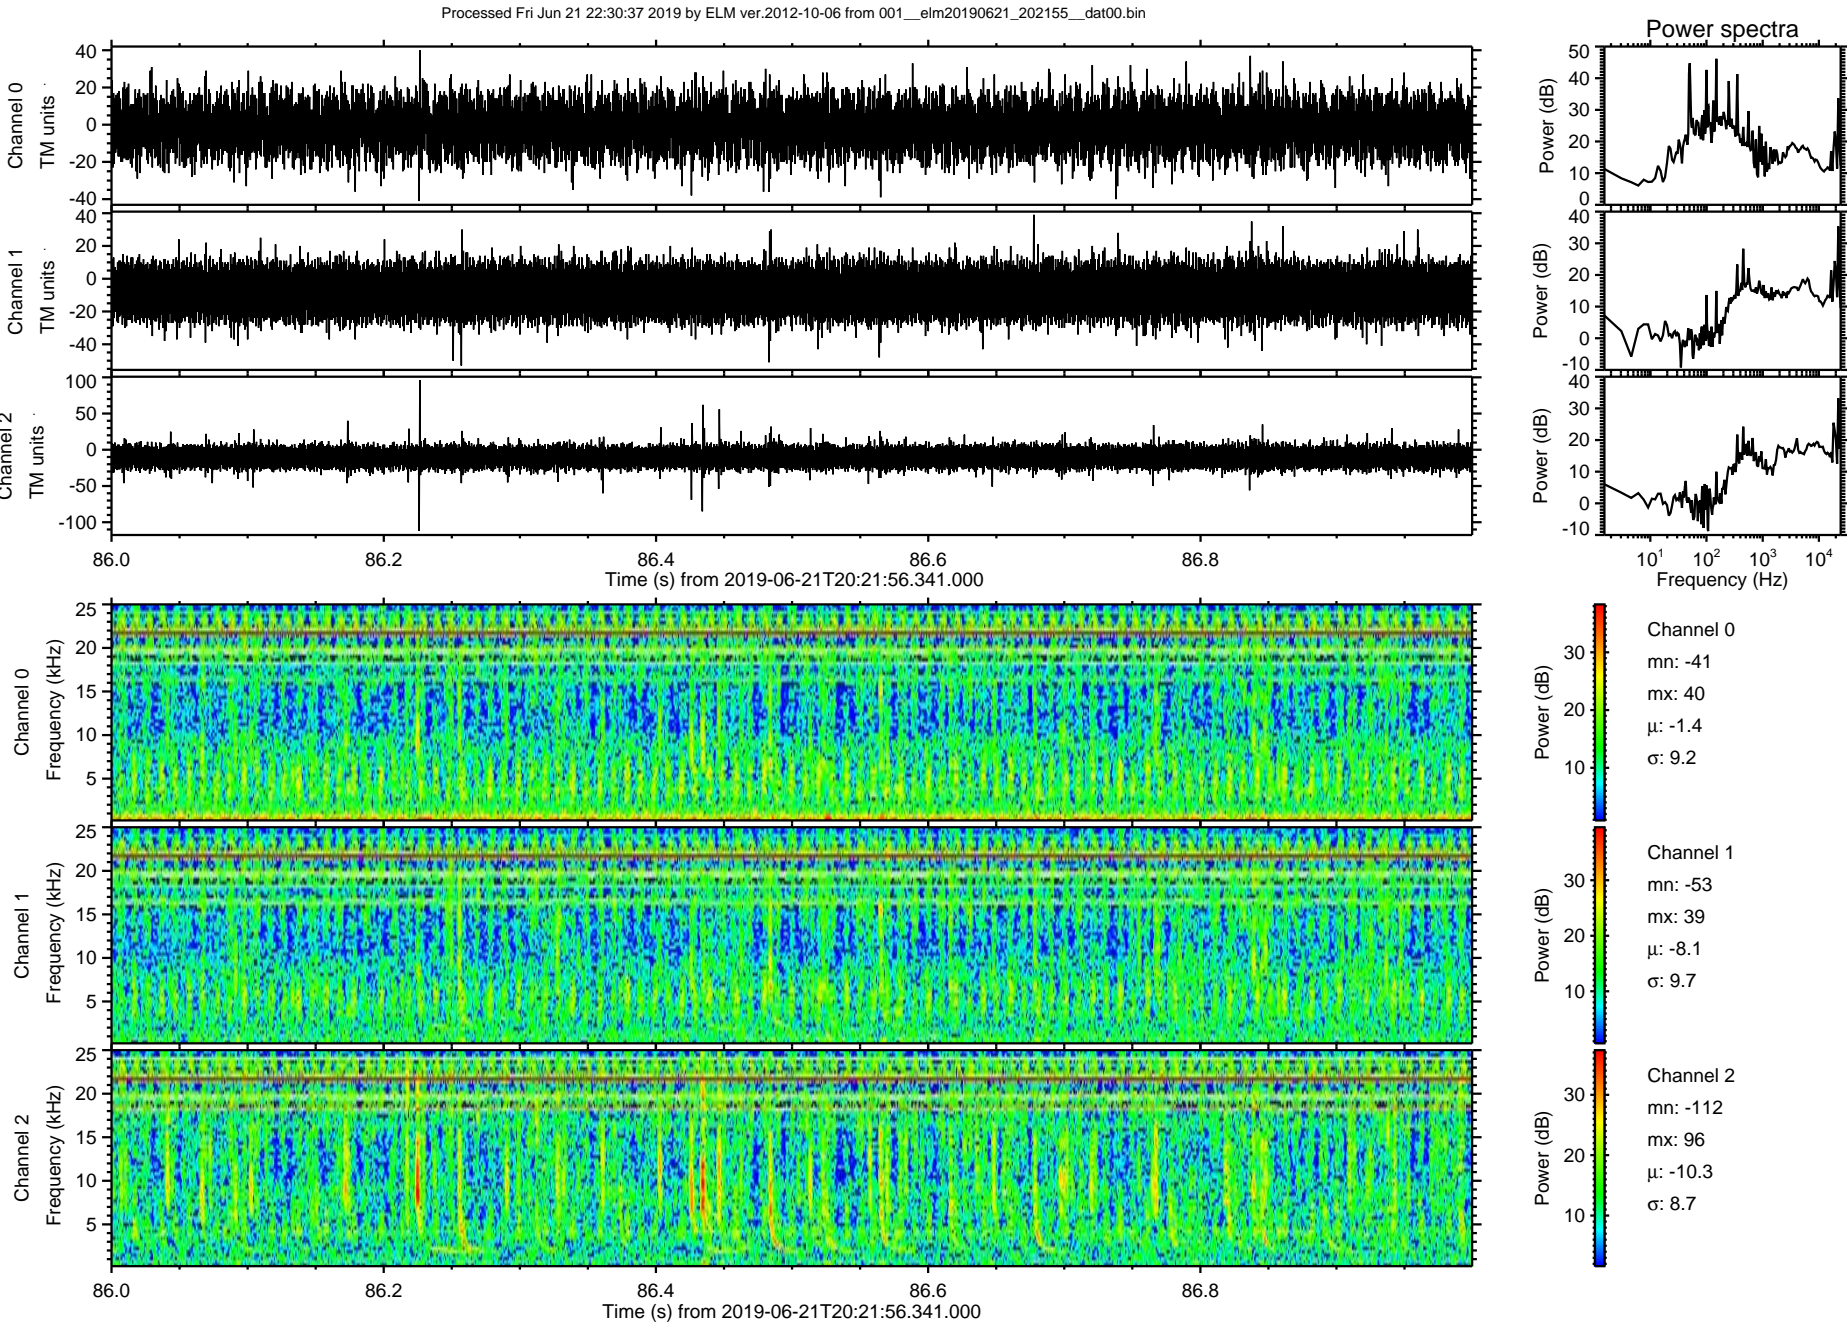 Processed Fri Jun 21 22:30:37 2019 by ELM ver.2012-10-06 from 001__elm20190621_202155__dat00.bin
Power spectra
Channel 0
TM units
40
20
0
-20
-40
Power (dB)
50
40
30
20
10
0
Channel 1
TM units
40
20
0
-20
-40
Power (dB)
40
30
20
10
0
-10
Channel 2
TM units
100
50
0
-50
-100
Power (dB)
40
30
20
10
0
-10
86.0 86.2 86.4 86.6 86.8
Time (s) from 2019-06-21T20:21:56.341.000
10¹ 10² 10³ 10⁴
Frequency (Hz)
Channel 0
Frequency (kHz)
25
20
15
10
5
Power (dB)
30
20
10
Channel 0
mn: -41
mx: 40
μ: -1.4
σ: 9.2
Channel 1
Frequency (kHz)
25
20
15
10
5
Power (dB)
30
20
10
Channel 1
mn: -53
mx: 39
μ: -8.1
σ: 9.7
Channel 2
Frequency (kHz)
25
20
15
10
5
Power (dB)
30
20
10
Channel 2
mn: -112
mx: 96
μ: -10.3
σ: 8.7
86.0 86.2 86.4 86.6 86.8
Time (s) from 2019-06-21T20:21:56.341.000